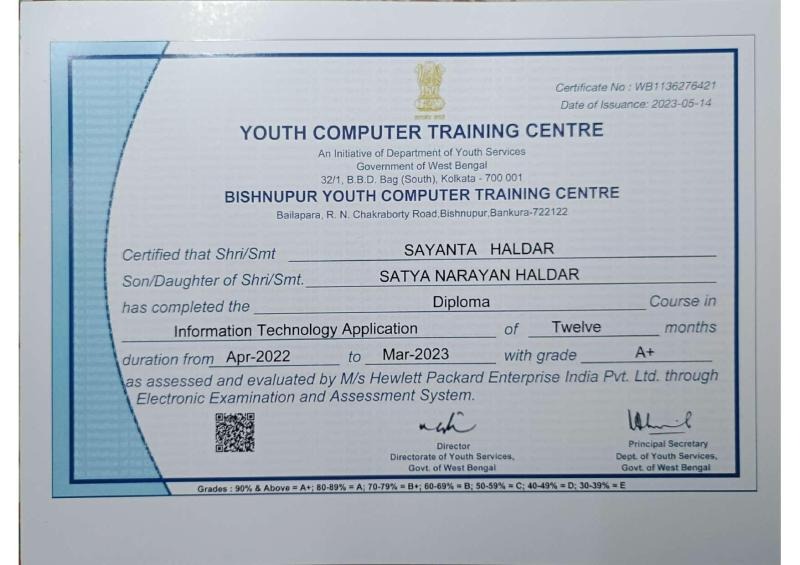 Certificate No : WB1136276421
Date of Issuance: 2023-05-14
YOUTH COMPUTER TRAINING CENTRE
An Initiative of Department of Youth Services
Government of West Bengal
32/1, B.B.D. Bag (South), Kolkata - 700 001
BISHNUPUR YOUTH COMPUTER TRAINING CENTRE
Bailapara, R. N. Chakraborty Road,Bishnupur,Bankura-722122
Certified that Shri/Smt SAYANTA HALDAR
Son/Daughter of Shri/Smt. SATYA NARAYAN HALDAR
has completed the Diploma Course in
Information Technology Application of Twelve months
duration from Apr-2022 to Mar-2023 with grade A+
as assessed and evaluated by M/s Hewlett Packard Enterprise India Pvt. Ltd. through
Electronic Examination and Assessment System.
Director
Directorate of Youth Services,
Govt. of West Bengal
Principal Secretary
Dept. of Youth Services,
Govt. of West Bengal
Grades : 90% & Above = A+; 80-89% = A; 70-79% = B+; 60-69% = B; 50-59% = C; 40-49% = D; 30-39% = E